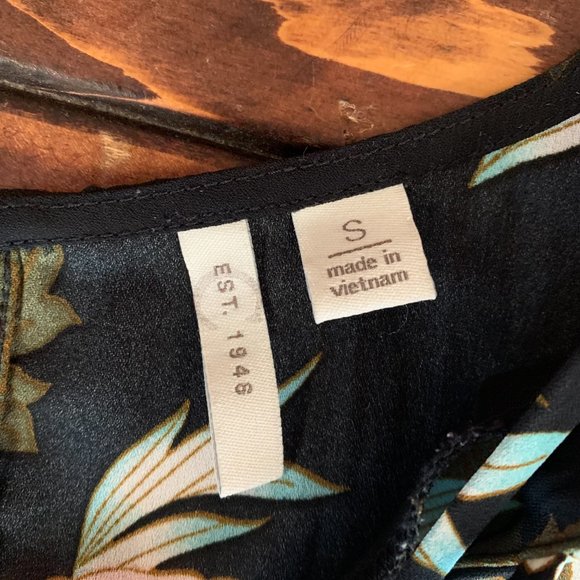 EST. 1946
S
made in
vietnam